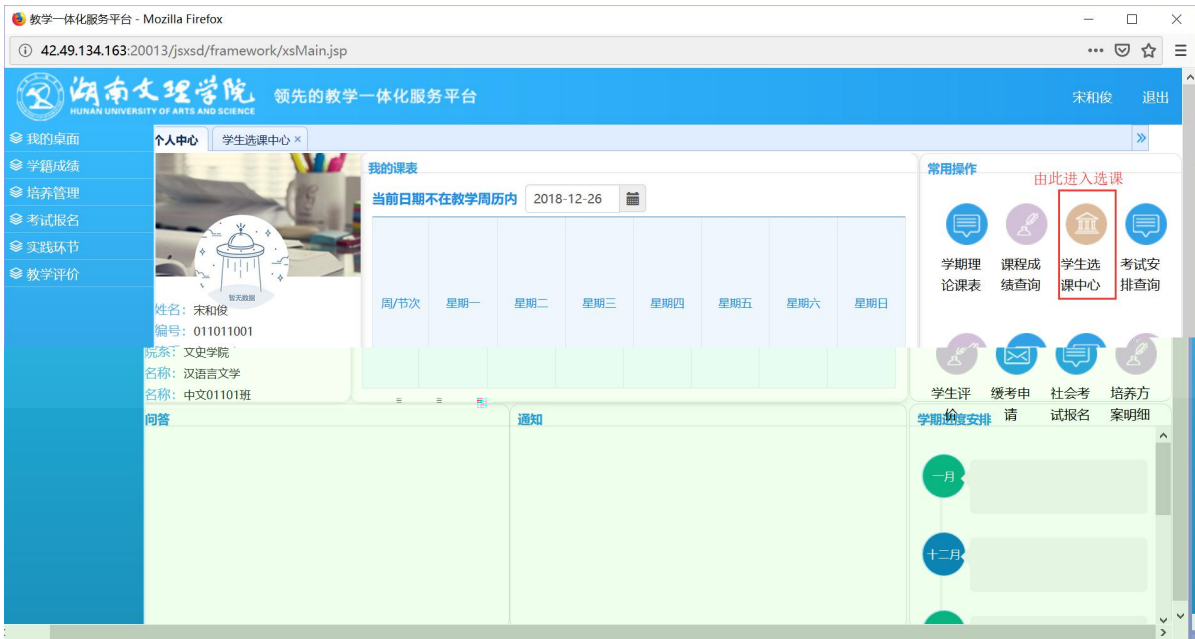 教学一体化服务平台 - Mozilla Firefox
42.49.134.163:20013/jsxsd/framework/xsMain.jsp
湖南文理学院
HUNAN UNIVERSITY OF ARTS AND SCIENCE
领先的教学一体化服务平台
宋和俊 退出
我的桌面
学籍成绩
培养管理
考试报名
实践环节
教学评价
个人中心 学生选课中心 ×
暂无数据
姓名：宋和俊
编号：011011001
院系：文史学院
名称：汉语言文学
名称：中文01101班
我的课表
当前日期不在教学周历内 2018-12-26
周/节次 星期一 星期二 星期三 星期四 星期五 星期六 星期日
常用操作
由此进入选课
学期理论课表
课程成绩查询
学生选课中心
考试安排查询
学生评价
缓考申请
社会考试报名
培养方案明细
问答
通知
学期进度安排
一月
十二月